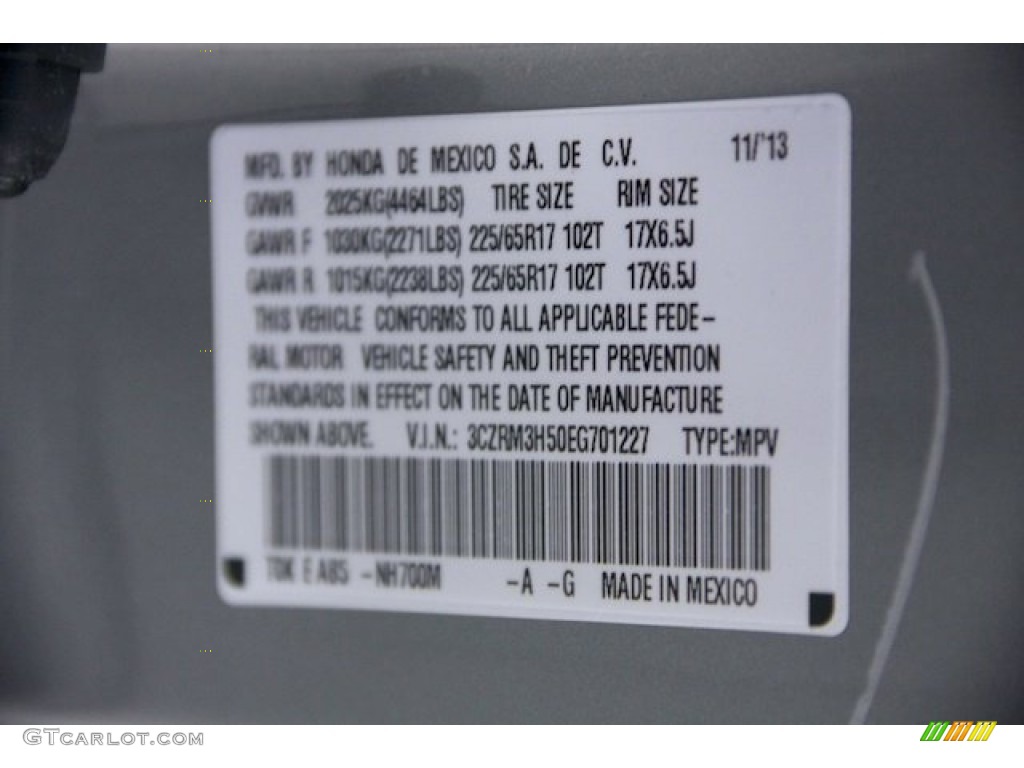 MFD. BY HONDA DE MEXICO S.A. DE C.V. 11/'13
GVWR 2025KG(4464LBS) TIRE SIZE RIM SIZE
GAWR F 1030KG(2271LBS) 225/65R17 102T 17X6.5J
GAWR R 1015KG(2238LBS) 225/65R17 102T 17X6.5J
THIS VEHICLE CONFORMS TO ALL APPLICABLE FEDE-
RAL MOTOR VEHICLE SAFETY AND THEFT PREVENTION
STANDARDS IN EFFECT ON THE DATE OF MANUFACTURE
SHOWN ABOVE. V.I.N.: 3CZRM3H50EG701227 TYPE:MPV
T0K E AB5 -NH700M -A -G MADE IN MEXICO
GTCARLOT.COM